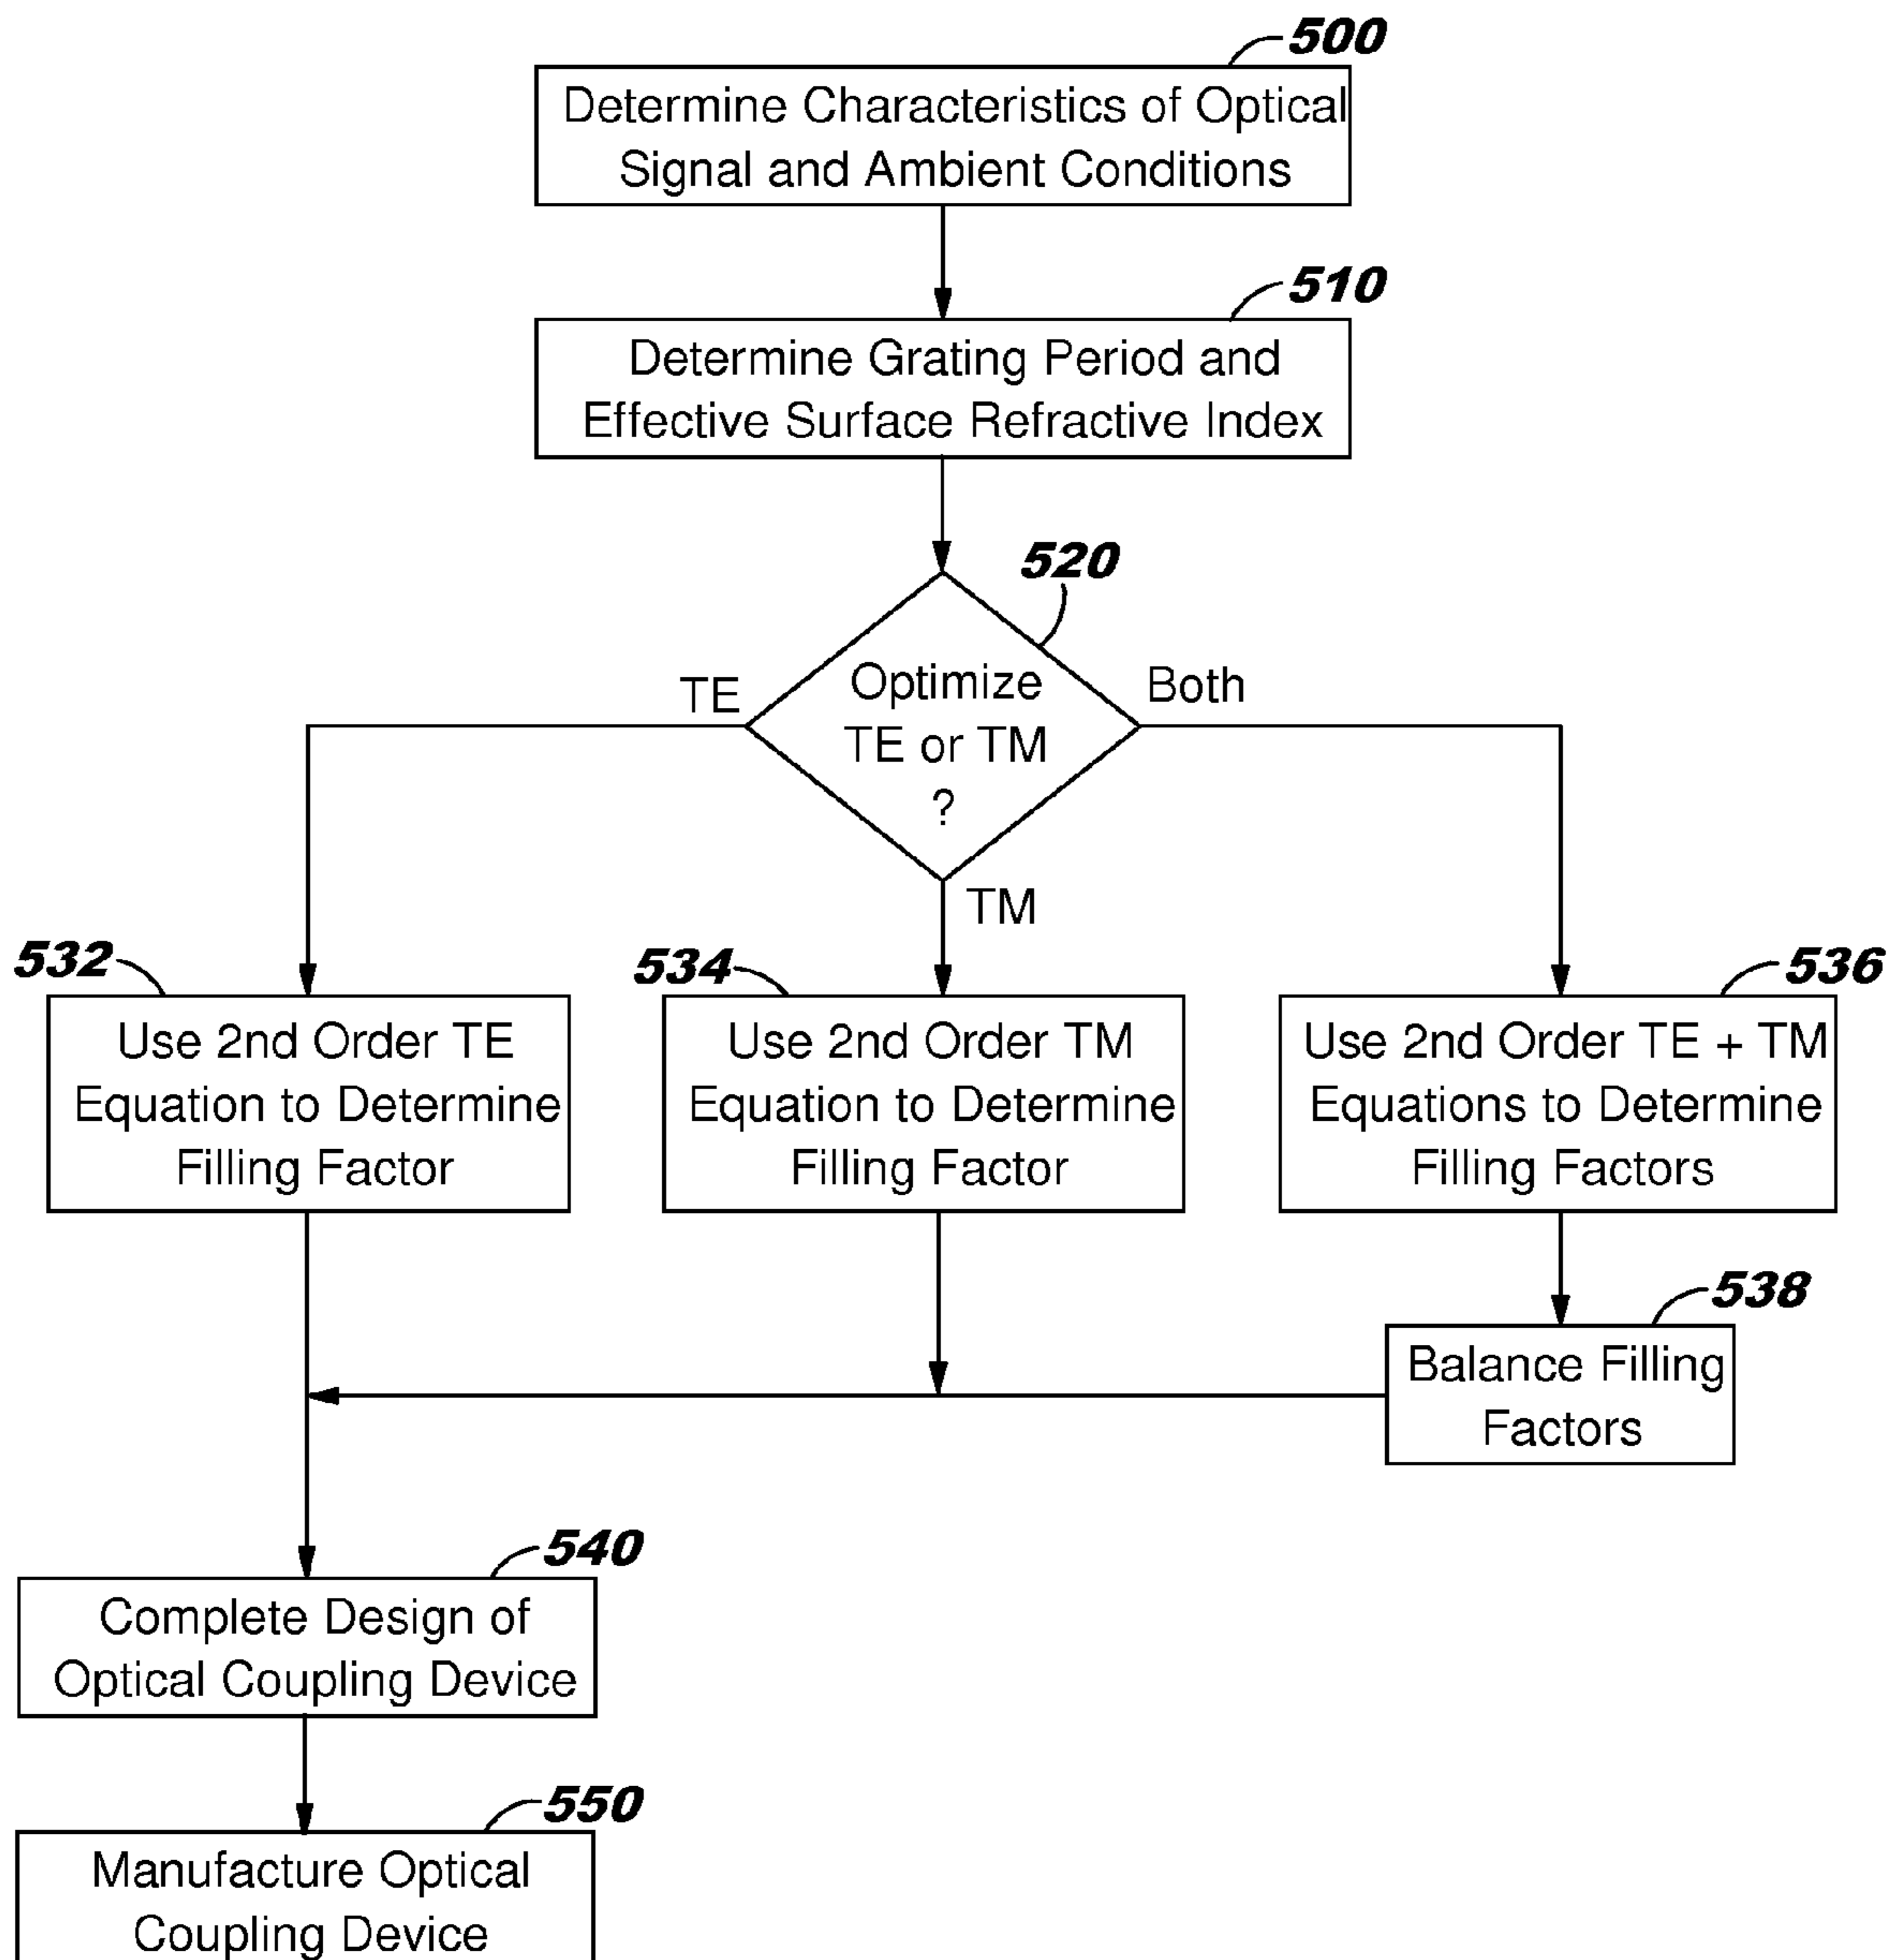 500
Determine Characteristics of Optical
Signal and Ambient Conditions
510
Determine Grating Period and
Effective Surface Refractive Index
520
Optimize
TE or TM
?
TE
Both
TM
532
Use 2nd Order TE
Equation to Determine
Filling Factor
534
Use 2nd Order TM
Equation to Determine
Filling Factor
536
Use 2nd Order TE + TM
Equations to Determine
Filling Factors
538
Balance Filling
Factors
540
Complete Design of
Optical Coupling Device
550
Manufacture Optical
Coupling Device